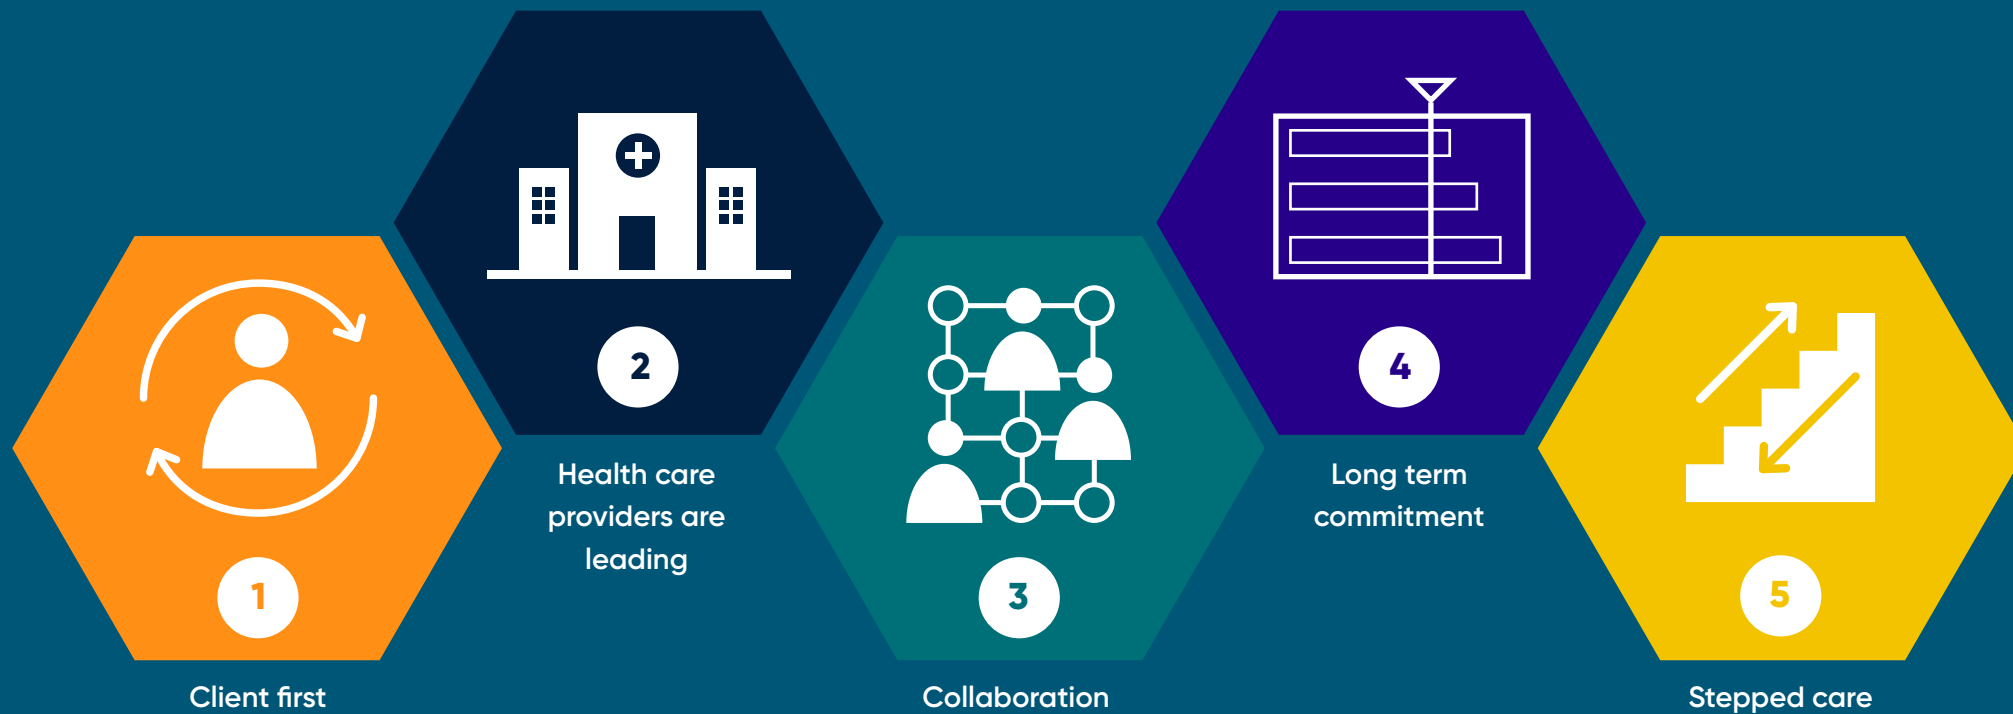 1
Client first
2
Health care
providers are
leading
3
Collaboration
4
Long term
commitment
5
Stepped care